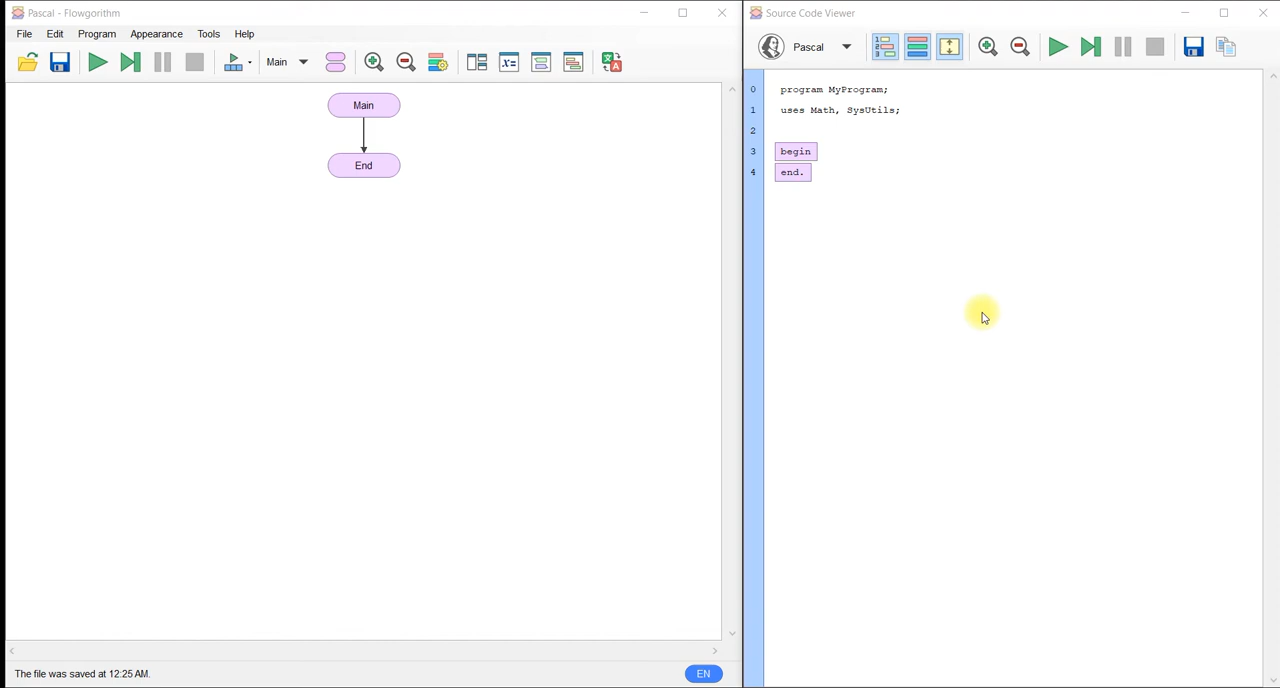 Pascal - Flowgorithm
File Edit Program Appearance Tools Help
Main
Main
End
The file was saved at 12:25 AM.
EN
Source Code Viewer
Pascal
0 program MyProgram;
1 uses Math, SysUtils;
2
3 begin
4 end.